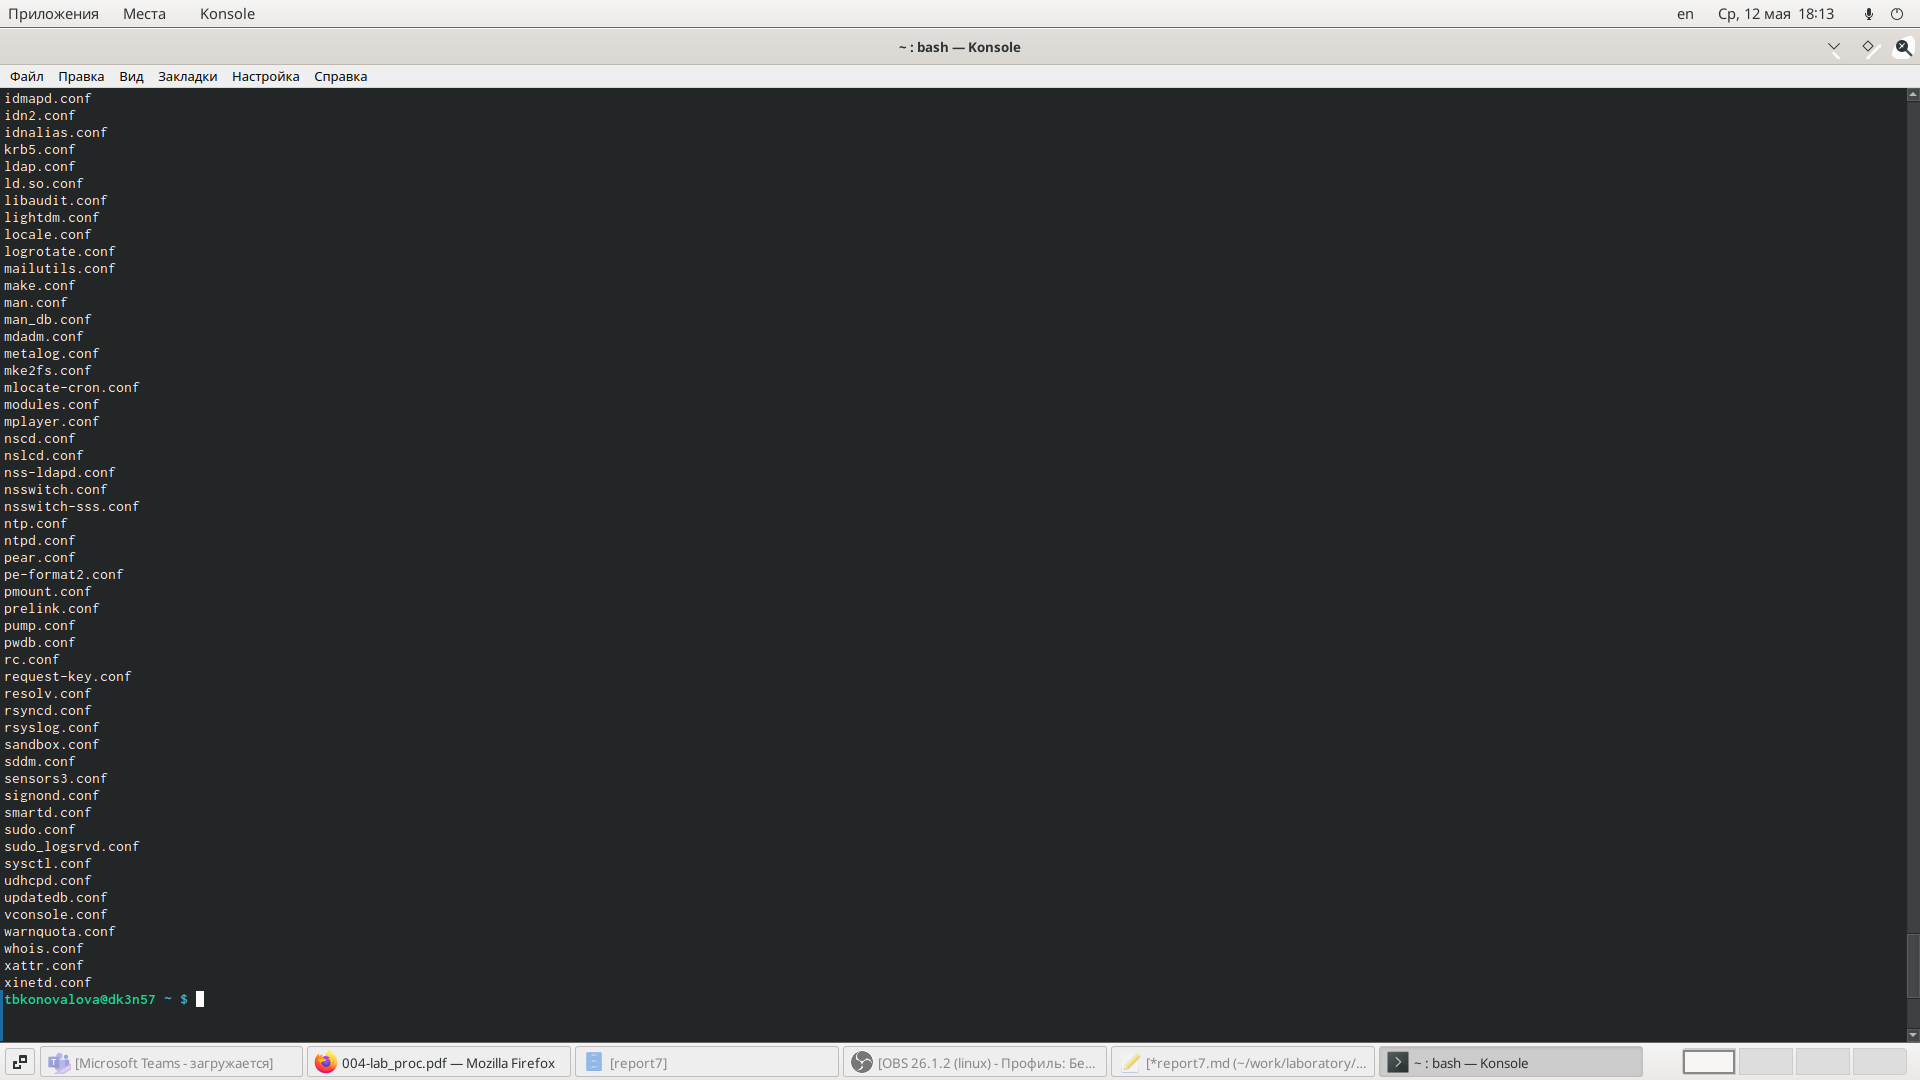 Приложения Места Konsole en Ср, 12 мая 18:13
~ : bash — Konsole
Файл Правка Вид Закладки Настройка Справка
idmapd.conf
idn2.conf
idnalias.conf
krb5.conf
ldap.conf
ld.so.conf
libaudit.conf
lightdm.conf
locale.conf
logrotate.conf
mailutils.conf
make.conf
man.conf
man_db.conf
mdadm.conf
metalog.conf
mke2fs.conf
mlocate-cron.conf
modules.conf
mplayer.conf
nscd.conf
nslcd.conf
nss-ldapd.conf
nsswitch.conf
nsswitch-sss.conf
ntp.conf
ntpd.conf
pear.conf
pe-format2.conf
pmount.conf
prelink.conf
pump.conf
pwdb.conf
rc.conf
request-key.conf
resolv.conf
rsyncd.conf
rsyslog.conf
sandbox.conf
sddm.conf
sensors3.conf
signond.conf
smartd.conf
sudo.conf
sudo_logsrvd.conf
sysctl.conf
udhcpd.conf
updatedb.conf
vconsole.conf
warnquota.conf
whois.conf
xattr.conf
xinetd.conf
tbkonovalova@dk3n57 ~ $
[Microsoft Teams - загружается] 004-lab_proc.pdf — Mozilla Firefox [report7] [OBS 26.1.2 (linux) - Профиль: Бе... [*report7.md (~/work/laboratory/... ~ : bash — Konsole